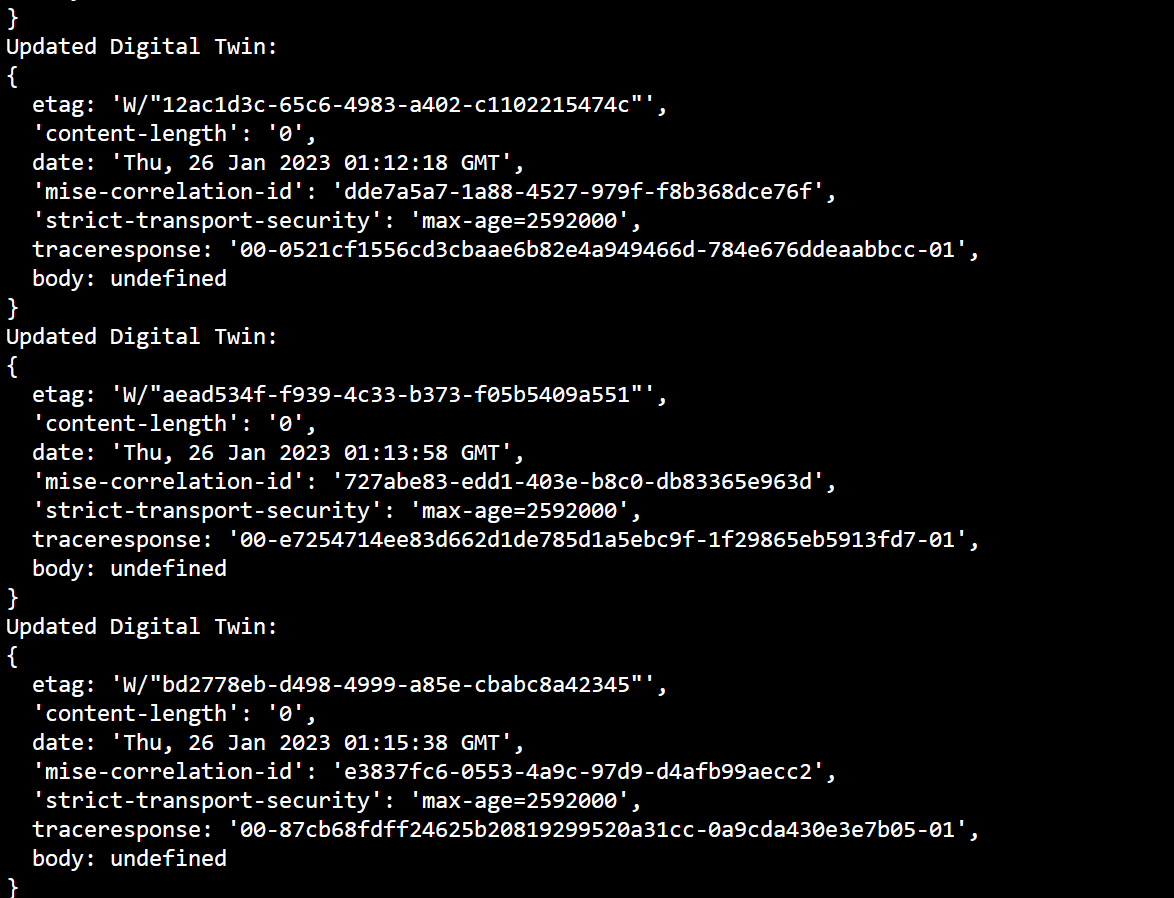 }
Updated Digital Twin:
{
  etag: 'W/"12ac1d3c-65c6-4983-a402-c1102215474c"',
  'content-length': '0',
  date: 'Thu, 26 Jan 2023 01:12:18 GMT',
  'mise-correlation-id': 'dde7a5a7-1a88-4527-979f-f8b368dce76f',
  'strict-transport-security': 'max-age=2592000',
  traceresponse: '00-0521cf1556cd3cbaae6b82e4a949466d-784e676ddeaabbcc-01',
  body: undefined
}
Updated Digital Twin:
{
  etag: 'W/"aead534f-f939-4c33-b373-f05b5409a551"',
  'content-length': '0',
  date: 'Thu, 26 Jan 2023 01:13:58 GMT',
  'mise-correlation-id': '727abe83-edd1-403e-b8c0-db83365e963d',
  'strict-transport-security': 'max-age=2592000',
  traceresponse: '00-e7254714ee83d662d1de785d1a5ebc9f-1f29865eb5913fd7-01',
  body: undefined
}
Updated Digital Twin:
{
  etag: 'W/"bd2778eb-d498-4999-a85e-cbabc8a42345"',
  'content-length': '0',
  date: 'Thu, 26 Jan 2023 01:15:38 GMT',
  'mise-correlation-id': 'e3837fc6-0553-4a9c-97d9-d4afb99aecc2',
  'strict-transport-security': 'max-age=2592000',
  traceresponse: '00-87cb68fdff24625b20819299520a31cc-0a9cda430e3e7b05-01',
  body: undefined
}